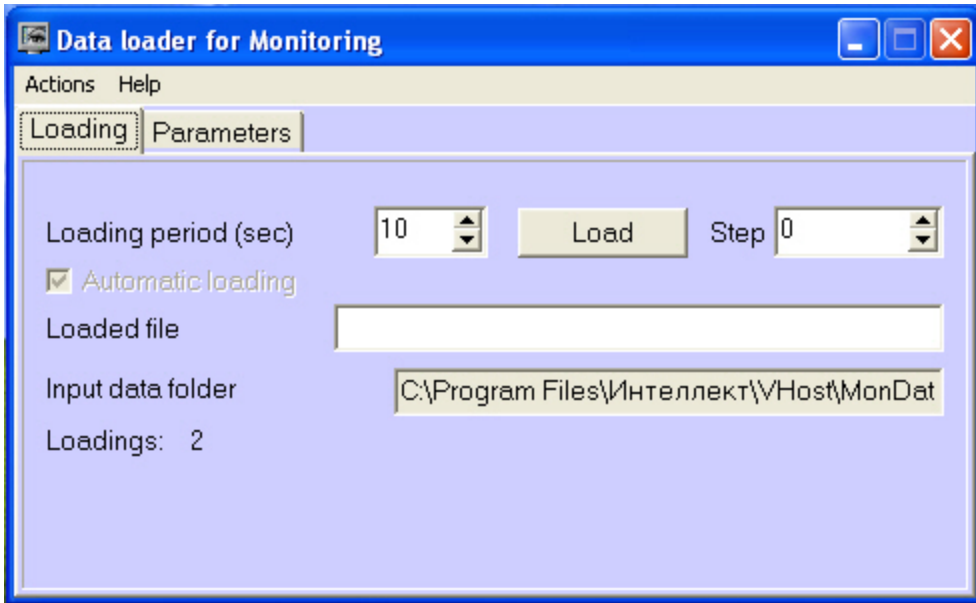 Data loader for Monitoring
Actions Help
Loading Parameters
Loading period (sec) 10 Load Step 0
Automatic loading
Loaded file
Input data folder C:\Program Files\Интеллект\VHost\MonDat
Loadings: 2